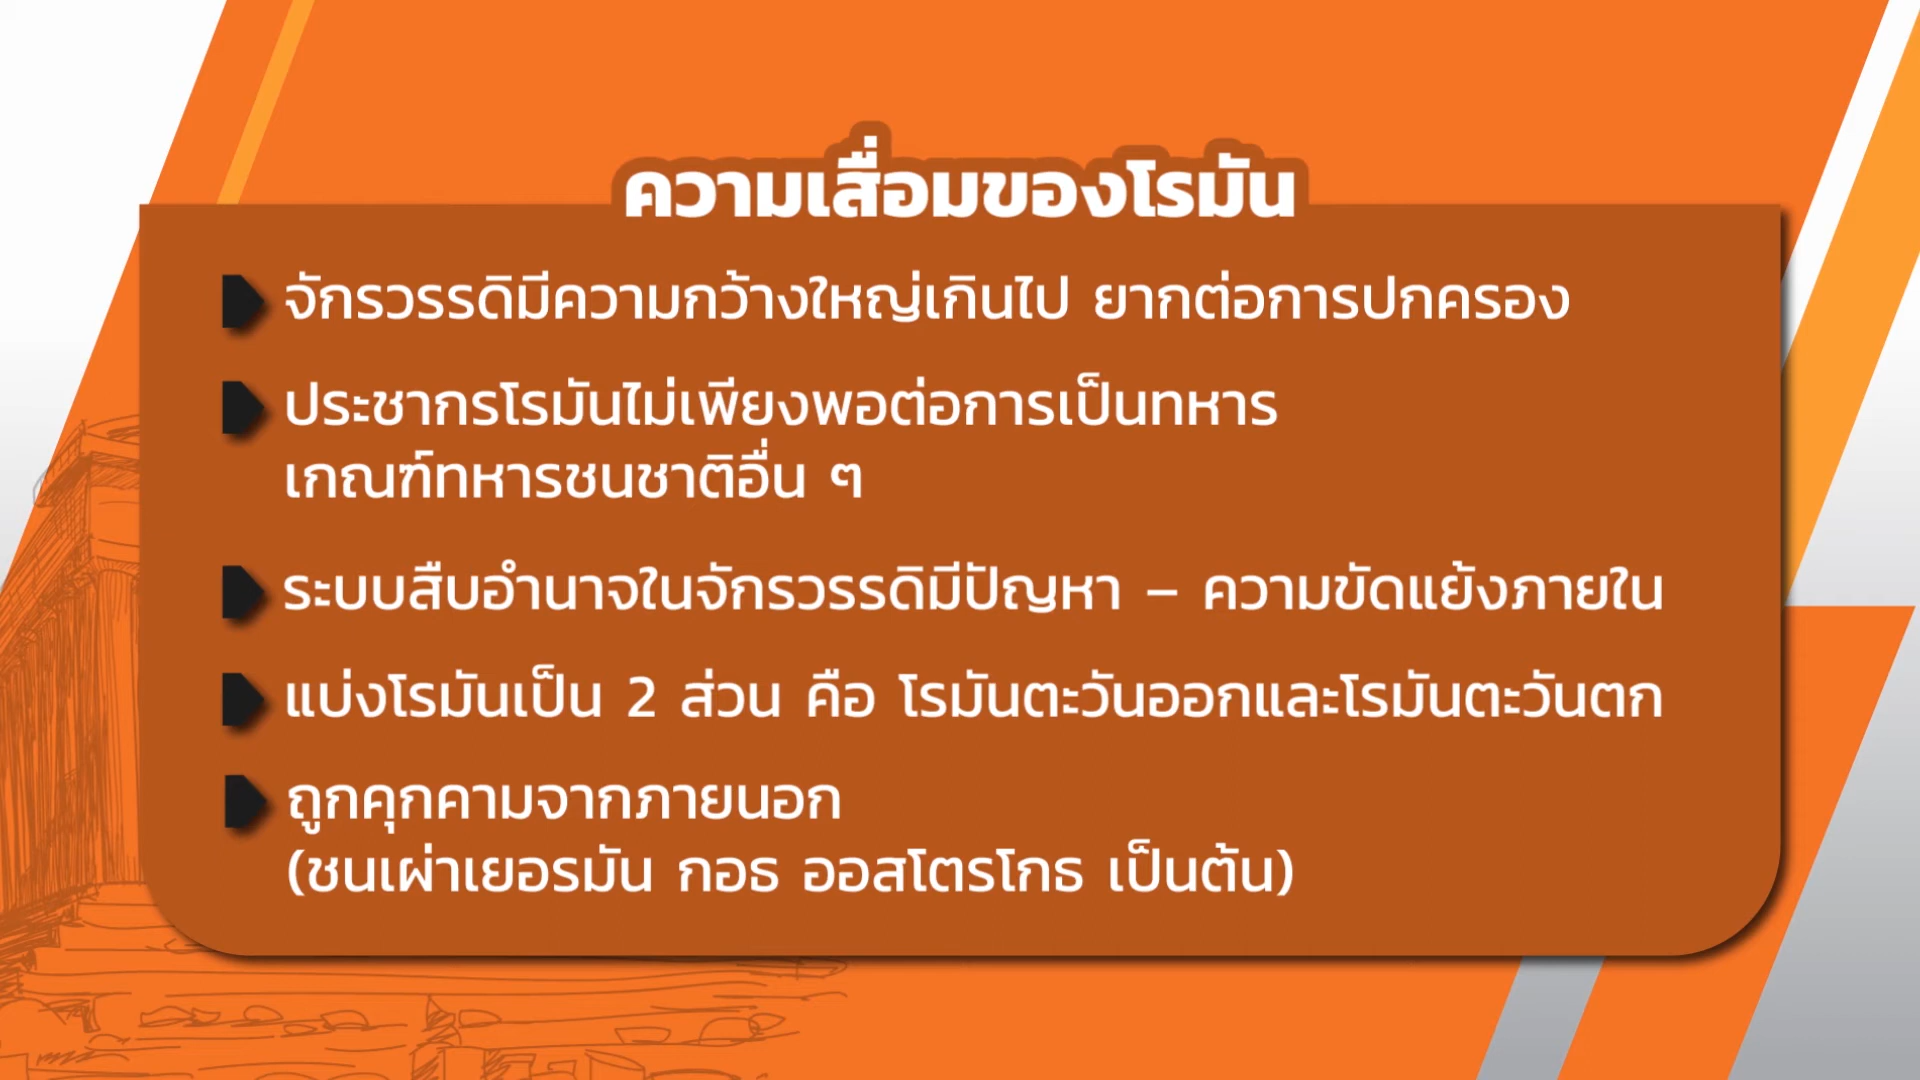 ความเสื่อมของโรมัน
จักรวรรดิมีความกว้างใหญ่เกินไป ยากต่อการปกครอง
ประชากรโรมันไม่เพียงพอต่อการเป็นทหาร
เกณฑ์ทหารชนชาติอื่น ๆ
ระบบสืบอำนาจในจักรวรรดิมีปัญหา – ความขัดแย้งภายใน
แบ่งโรมันเป็น 2 ส่วน คือ โรมันตะวันออกและโรมันตะวันตก
ถูกคุกคามจากภายนอก
(ชนเผ่าเยอรมัน กอธ ออสโตรโกธ เป็นต้น)